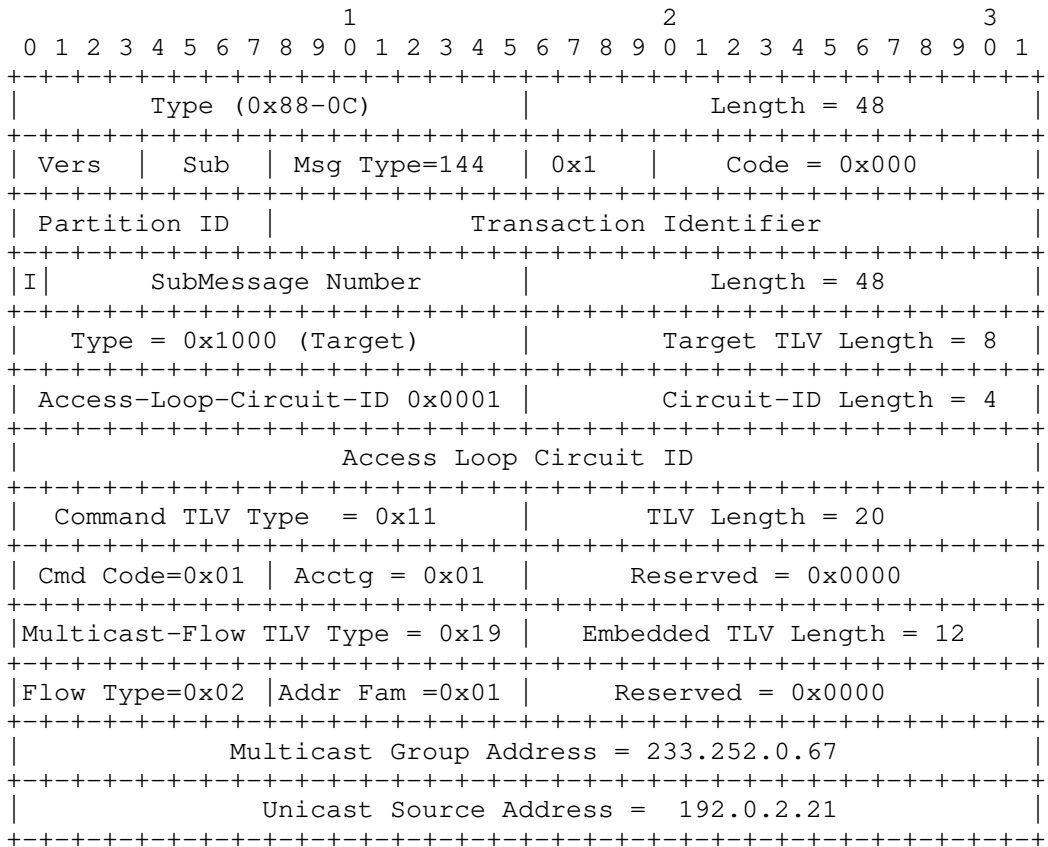 1                   2                   3
 0 1 2 3 4 5 6 7 8 9 0 1 2 3 4 5 6 7 8 9 0 1 2 3 4 5 6 7 8 9 0 1
+-+-+-+-+-+-+-+-+-+-+-+-+-+-+-+-+-+-+-+-+-+-+-+-+-+-+-+-+-+-+-+-+
|        Type (0x88-0C)         |           Length = 48         |
+-+-+-+-+-+-+-+-+-+-+-+-+-+-+-+-+-+-+-+-+-+-+-+-+-+-+-+-+-+-+-+-+
| Vers  |  Sub  | Msg Type=144  | 0x1   |    Code = 0x000       |
+-+-+-+-+-+-+-+-+-+-+-+-+-+-+-+-+-+-+-+-+-+-+-+-+-+-+-+-+-+-+-+-+
| Partition ID  |            Transaction Identifier             |
+-+-+-+-+-+-+-+-+-+-+-+-+-+-+-+-+-+-+-+-+-+-+-+-+-+-+-+-+-+-+-+-+
|I|      SubMessage Number      |           Length = 48         |
+-+-+-+-+-+-+-+-+-+-+-+-+-+-+-+-+-+-+-+-+-+-+-+-+-+-+-+-+-+-+-+-+
|   Type = 0x1000 (Target)      |        Target TLV Length = 8  |
+-+-+-+-+-+-+-+-+-+-+-+-+-+-+-+-+-+-+-+-+-+-+-+-+-+-+-+-+-+-+-+-+
| Access-Loop-Circuit-ID 0x0001 |        Circuit-ID Length = 4  |
+-+-+-+-+-+-+-+-+-+-+-+-+-+-+-+-+-+-+-+-+-+-+-+-+-+-+-+-+-+-+-+-+
|                    Access Loop Circuit ID                     |
+-+-+-+-+-+-+-+-+-+-+-+-+-+-+-+-+-+-+-+-+-+-+-+-+-+-+-+-+-+-+-+-+
|  Command TLV Type  = 0x11     |       TLV Length = 20         |
+-+-+-+-+-+-+-+-+-+-+-+-+-+-+-+-+-+-+-+-+-+-+-+-+-+-+-+-+-+-+-+-+
| Cmd Code=0x01 | Acctg = 0x01  |      Reserved = 0x0000        |
+-+-+-+-+-+-+-+-+-+-+-+-+-+-+-+-+-+-+-+-+-+-+-+-+-+-+-+-+-+-+-+-+
|Multicast-Flow TLV Type = 0x19 |   Embedded TLV Length = 12    |
+-+-+-+-+-+-+-+-+-+-+-+-+-+-+-+-+-+-+-+-+-+-+-+-+-+-+-+-+-+-+-+-+
|Flow Type=0x02 |Addr Fam =0x01 |     Reserved = 0x0000         |
+-+-+-+-+-+-+-+-+-+-+-+-+-+-+-+-+-+-+-+-+-+-+-+-+-+-+-+-+-+-+-+-+
|             Multicast Group Address = 233.252.0.67            |
+-+-+-+-+-+-+-+-+-+-+-+-+-+-+-+-+-+-+-+-+-+-+-+-+-+-+-+-+-+-+-+-+
|               Unicast Source Address =  192.0.2.21            |
+-+-+-+-+-+-+-+-+-+-+-+-+-+-+-+-+-+-+-+-+-+-+-+-+-+-+-+-+-+-+-+-+